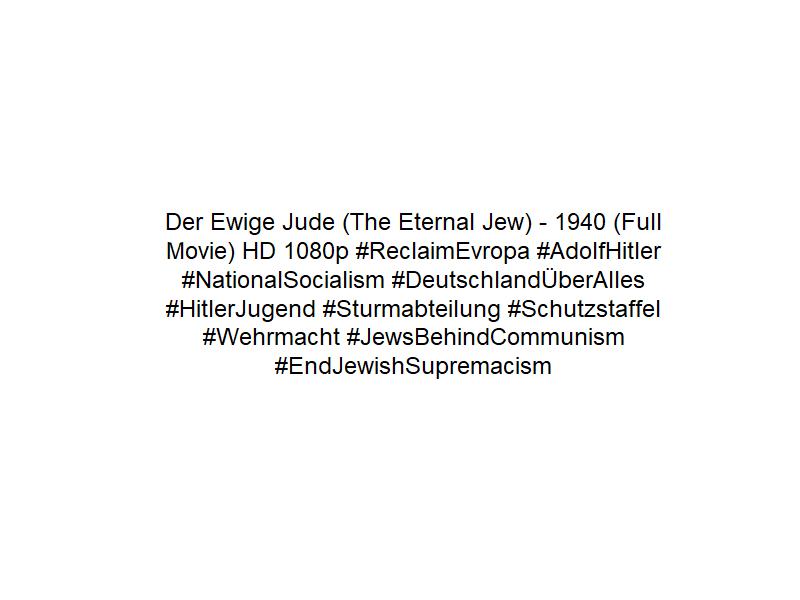 Der Ewige Jude (The Eternal Jew) - 1940 (Full
Movie) HD 1080p #ReclaimEvropa #AdolfHitler
#NationalSocialism #DeutschlandÜberAlles
#HitlerJugend #Sturmabteilung #Schutzstaffel
#Wehrmacht #JewsBehindCommunism
#EndJewishSupremacism